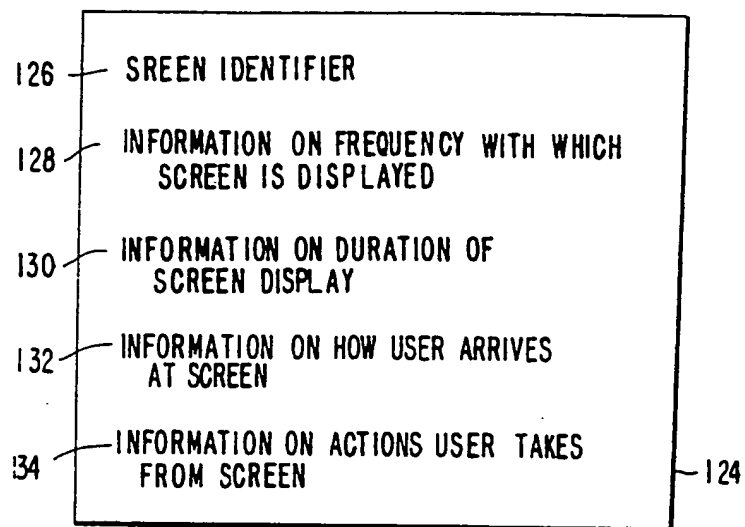 126 SREEN IDENTIFIER
128 INFORMATION ON FREQUENCY WITH WHICH
SCREEN IS DISPLAYED
130 INFORMATION ON DURATION OF
SCREEN DISPLAY
132 INFORMATION ON HOW USER ARRIVES
AT SCREEN
134 INFORMATION ON ACTIONS USER TAKES
FROM SCREEN
124